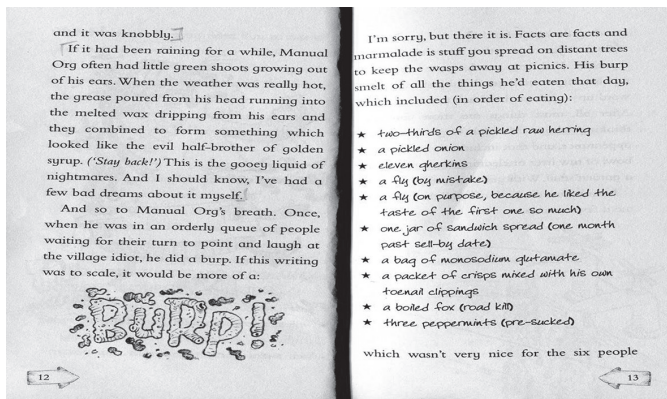 and it was knobbly.
If it had been raining for a while, Manual
Org often had little green shoots growing out
of his ears. When the weather was really hot,
the grease poured from his head running into
the melted wax dripping from his ears and
they combined to form something which
looked like the evil half-brother of golden
syrup. ('Stay back!') This is the gooey liquid of
nightmares. And I should know, I've had a
few bad dreams about it myself.
And so to Manual Org's breath. Once,
when he was in an orderly queue of people
waiting for their turn to point and laugh at
the village idiot, he did a burp. If this writing
was to scale, it would be more of a:
BURP!
12
I'm sorry, but there it is. Facts are facts and
marmalade is stuff you spread on distant trees
to keep the wasps away at picnics. His burp
smelt of all the things he'd eaten that day,
which included (in order of eating):
★ two-thirds of a pickled raw herring
★ a pickled onion
★ eleven gherkins
★ a fly (by mistake)
★ a fly (on purpose, because he liked the
taste of the first one so much)
★ one jar of sandwich spread (one month
past sell-by date)
★ a bag of monosodium glutamate
★ a packet of crisps mixed with his own
toenail clippings
★ a boiled fox (road kill)
★ three peppermints (pre-sucked)
which wasn't very nice for the six people
13